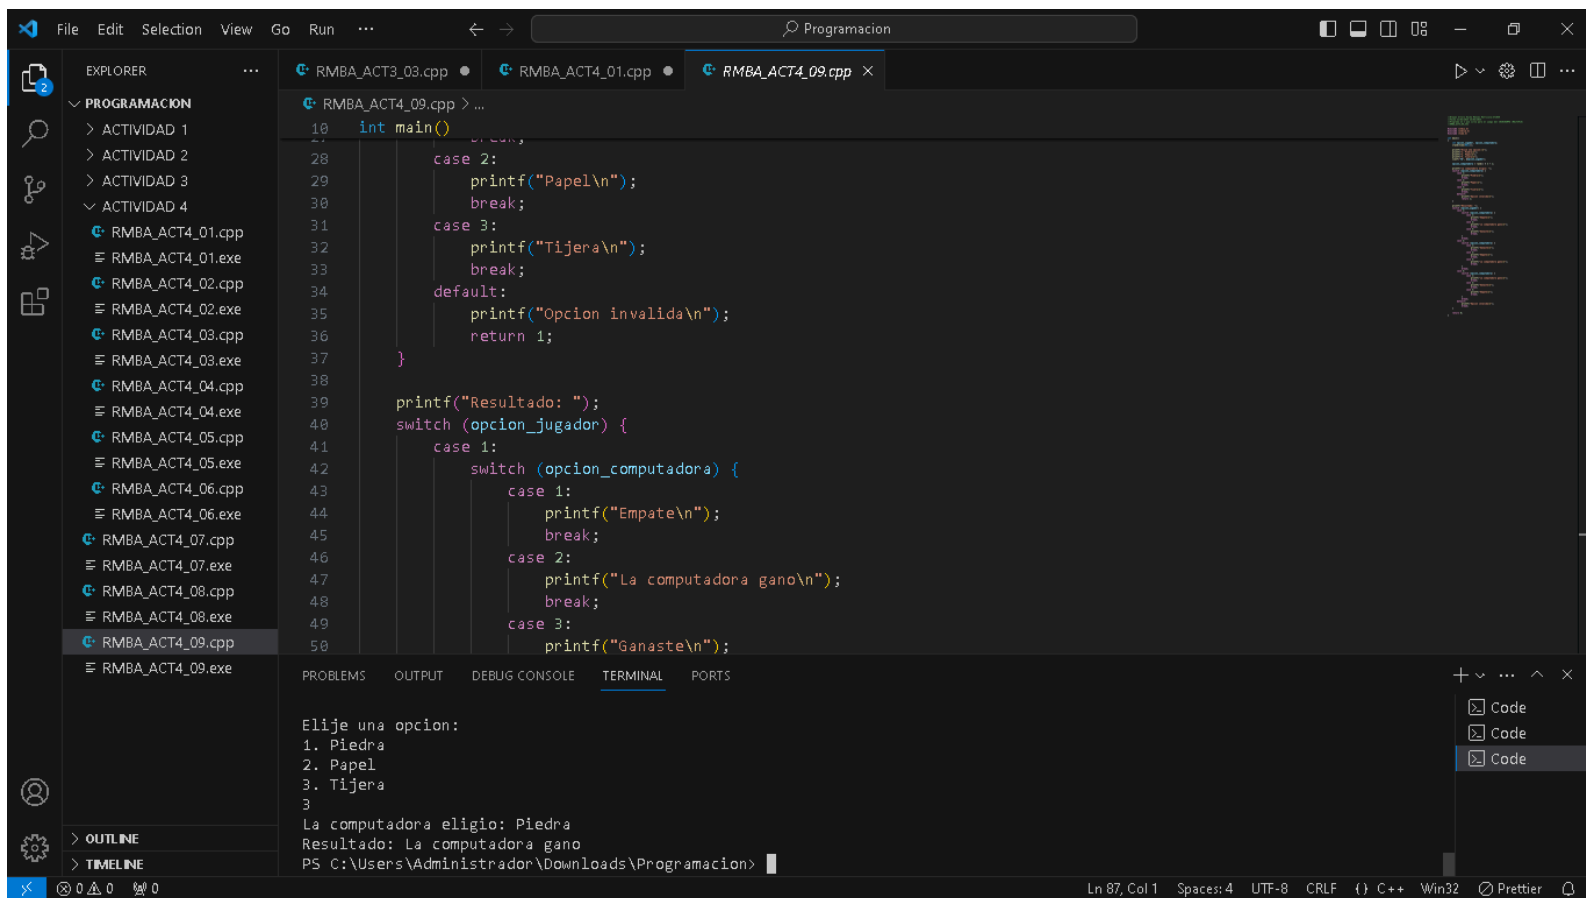 File Edit Selection View Go Run ··· Programacion
EXPLORER ···
RMBA_ACT3_03.cpp RMBA_ACT4_01.cpp RMBA_ACT4_09.cpp
2
PROGRAMACION
ACTIVIDAD 1
ACTIVIDAD 2
ACTIVIDAD 3
ACTIVIDAD 4
RMBA_ACT4_01.cpp
RMBA_ACT4_01.exe
RMBA_ACT4_02.cpp
RMBA_ACT4_02.exe
RMBA_ACT4_03.cpp
RMBA_ACT4_03.exe
RMBA_ACT4_04.cpp
RMBA_ACT4_04.exe
RMBA_ACT4_05.cpp
RMBA_ACT4_05.exe
RMBA_ACT4_06.cpp
RMBA_ACT4_06.exe
RMBA_ACT4_07.cpp
RMBA_ACT4_07.exe
RMBA_ACT4_08.cpp
RMBA_ACT4_08.exe
RMBA_ACT4_09.cpp
RMBA_ACT4_09.exe
OUTLINE
TIMELINE
RMBA_ACT4_09.cpp > ...
10 int main()
28 case 2:
29 printf("Papel\n");
30 break;
31 case 3:
32 printf("Tijera\n");
33 break;
34 default:
35 printf("Opcion invalida\n");
36 return 1;
37 }
38
39 printf("Resultado: ");
40 switch (opcion_jugador) {
41 case 1:
42 switch (opcion_computadora) {
43 case 1:
44 printf("Empate\n");
45 break;
46 case 2:
47 printf("La computadora gano\n");
48 break;
49 case 3:
50 printf("Ganaste\n");
PROBLEMS OUTPUT DEBUG CONSOLE TERMINAL PORTS
Elije una opcion:
1. Piedra
2. Papel
3. Tijera
3
La computadora eligio: Piedra
Resultado: La computadora gano
PS C:\Users\Administrador\Downloads\Programacion>
Code
Code
Code
0 0 0 Ln 87, Col 1 Spaces: 4 UTF-8 CRLF {} C++ Win32 Prettier